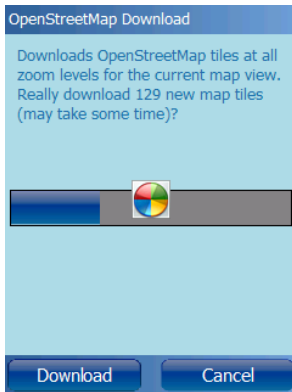 OpenStreetMap Download
Downloads OpenStreetMap tiles at all
zoom levels for the current map view.
Really download 129 new map tiles
(may take some time)?
Download
Cancel